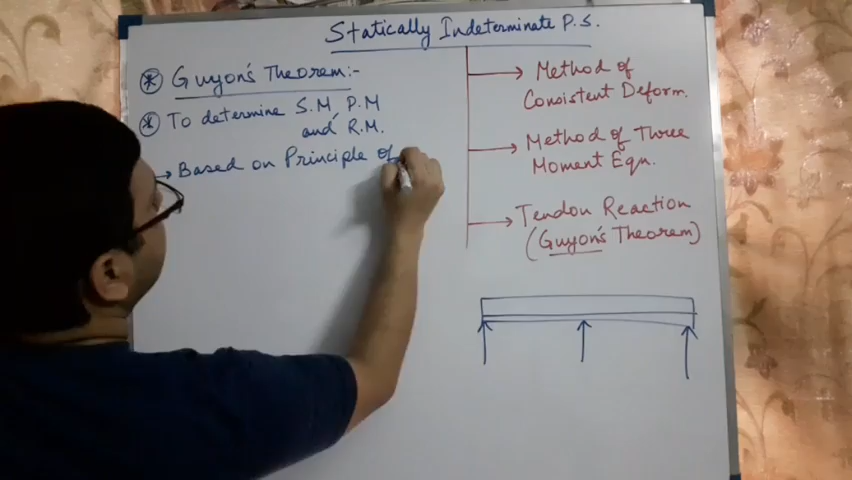 Statically Indeterminate P.S.
* Guyon's Theorem:-
* To determine S.M, P.M
and R.M.
→ Based on Principle of
→ Method of
Consistent Deform.
→ Method of Three
Moment Eqn.
→ Tendon Reaction
(Guyon's Theorem)